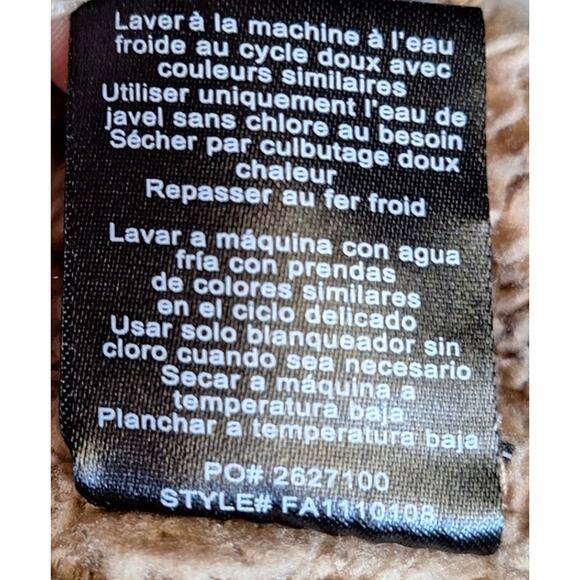 Laver à la machine à l'eau
froide au cycle doux avec
couleurs similaires
Utiliser uniquement l'eau de
javel sans chlore au besoin
Sécher par culbutage doux
chaleur
Repasser au fer froid
Lavar a máquina con agua
fría con prendas
de colores similares
en el ciclo delicado
Usar solo blanqueador sin
cloro cuando sea necesario
Secar a máquina a
temperatura baja
Planchar a temperatura baja
PO# 2627100
STYLE# FA1110108